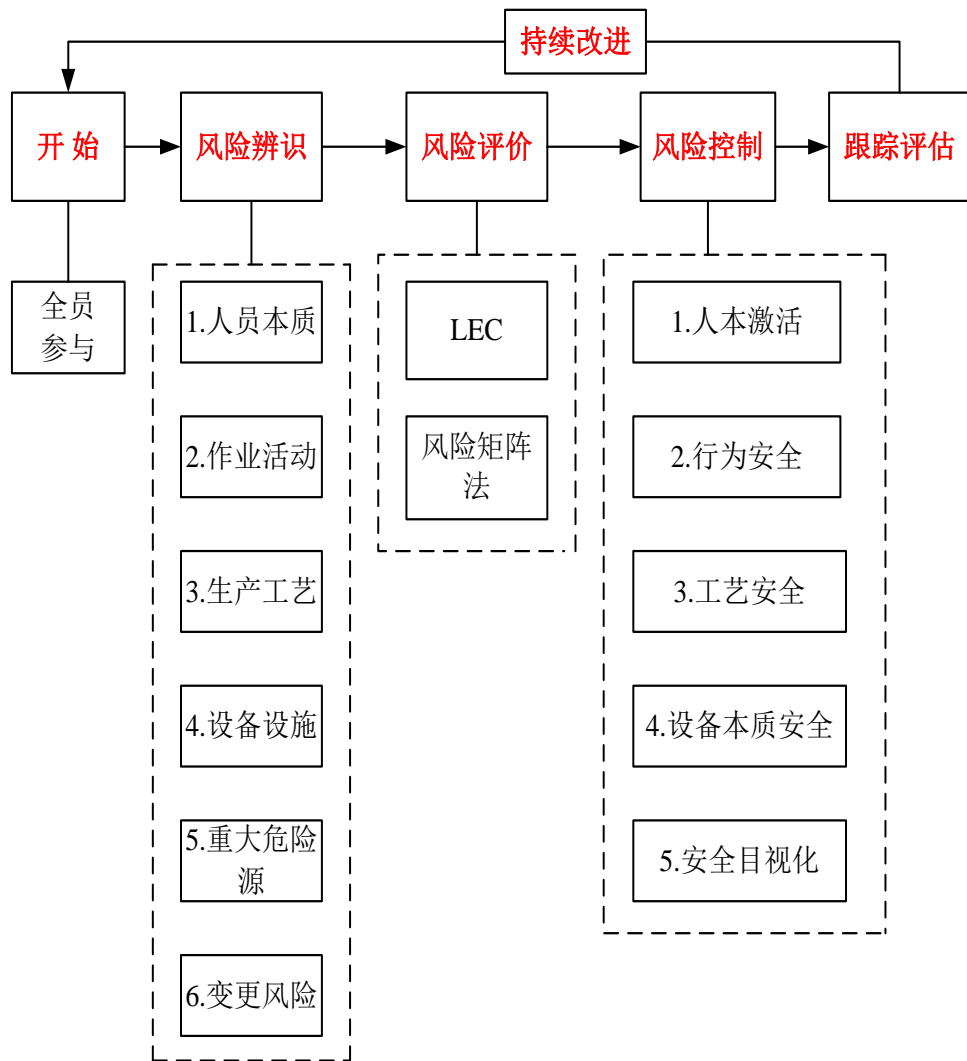 持续改进
开 始
风险辨识
风险评价
风险控制
跟踪评估
全员
参与
1.人员本质
2.作业活动
3.生产工艺
4.设备设施
5.重大危险
源
6.变更风险
LEC
风险矩阵
法
1.人本激活
2.行为安全
3.工艺安全
4.设备本质安全
5.安全目视化